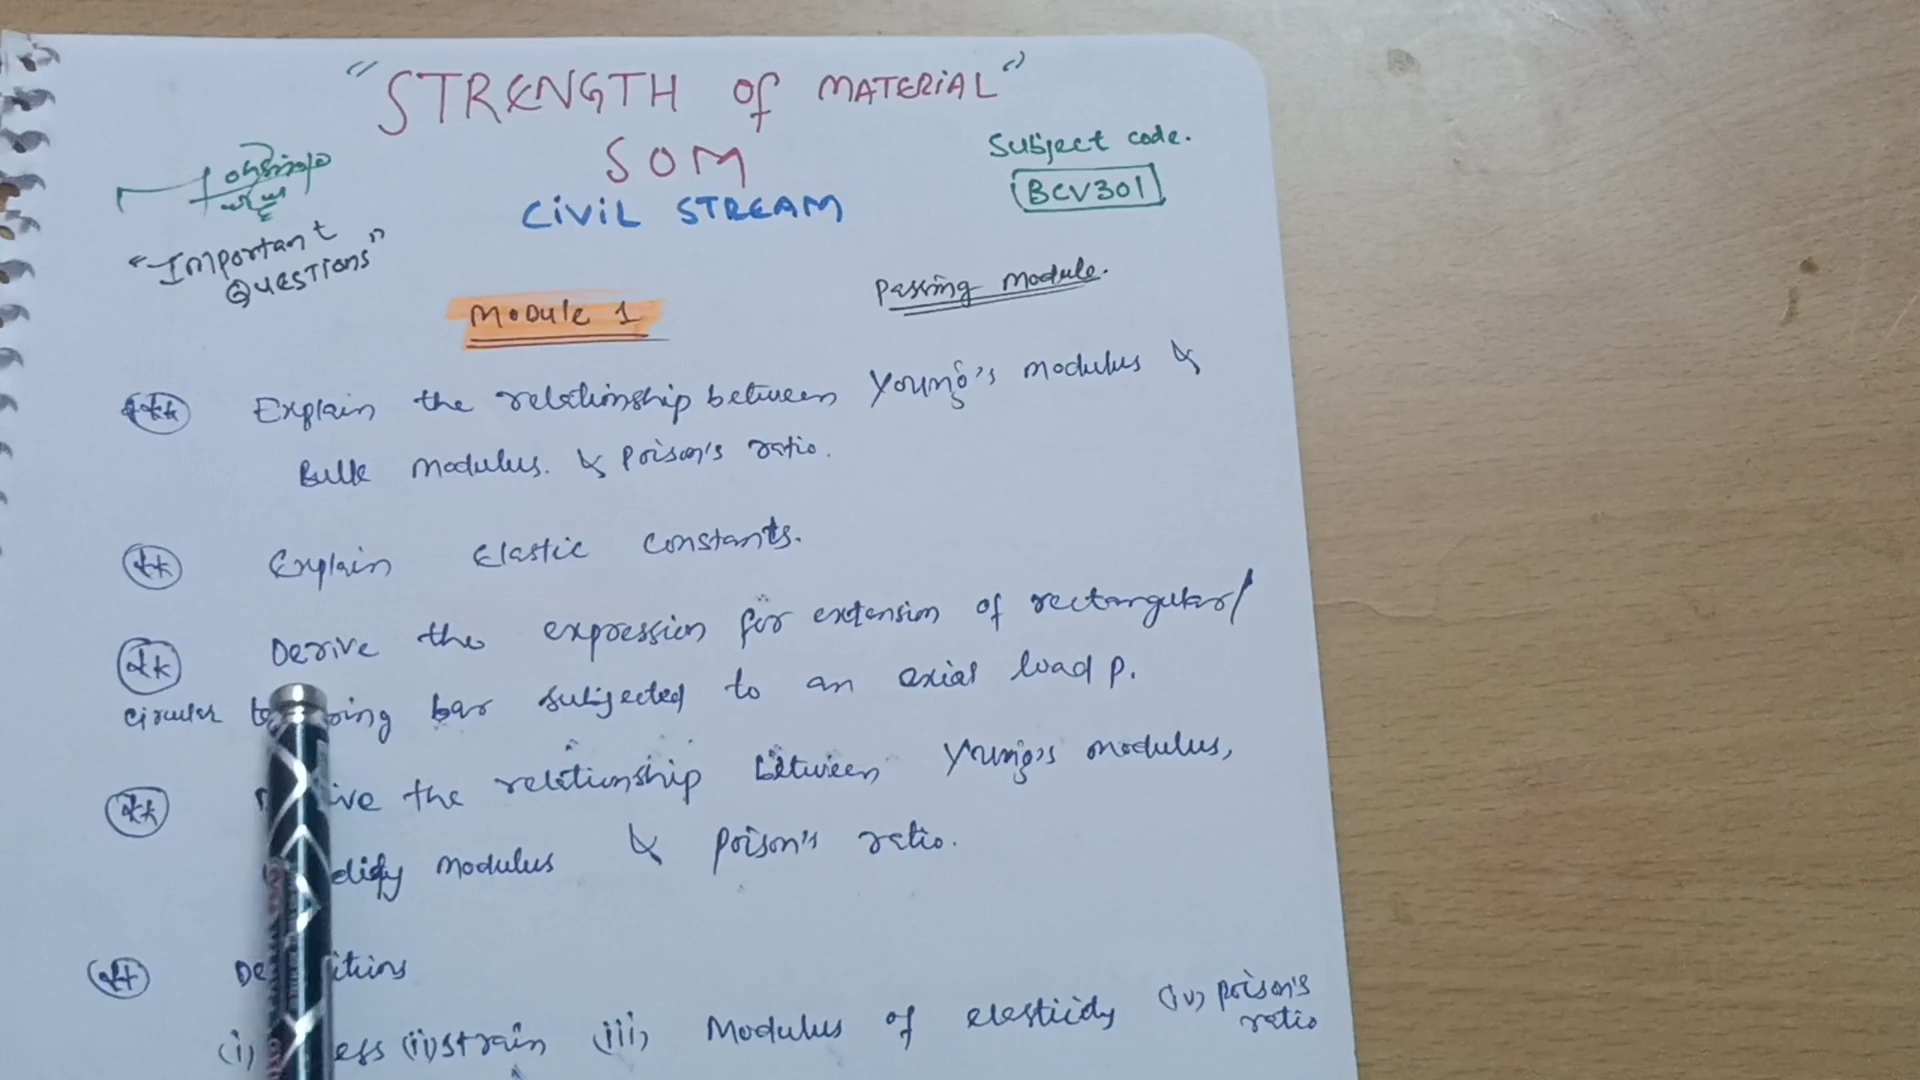 "STRENGTH of MATERIAL"
SOM
Subject code.
BCV301
CIVIL STREAM
"Important
Questions"
Passing Module.
Module 1
*** Explain the relationship between Young's modulus &
Bulk modulus. & poison's ratio.
** Explain Elastic constants.
** Derive the expression for extension of rectangular/
circular bar subjected to an axial load P.
** the relationship between Young's modulus,
modulus & poison's ratio.
**
(i) (ii) strain (iii) Modulus of elasticidy (iv) poison's
ratio